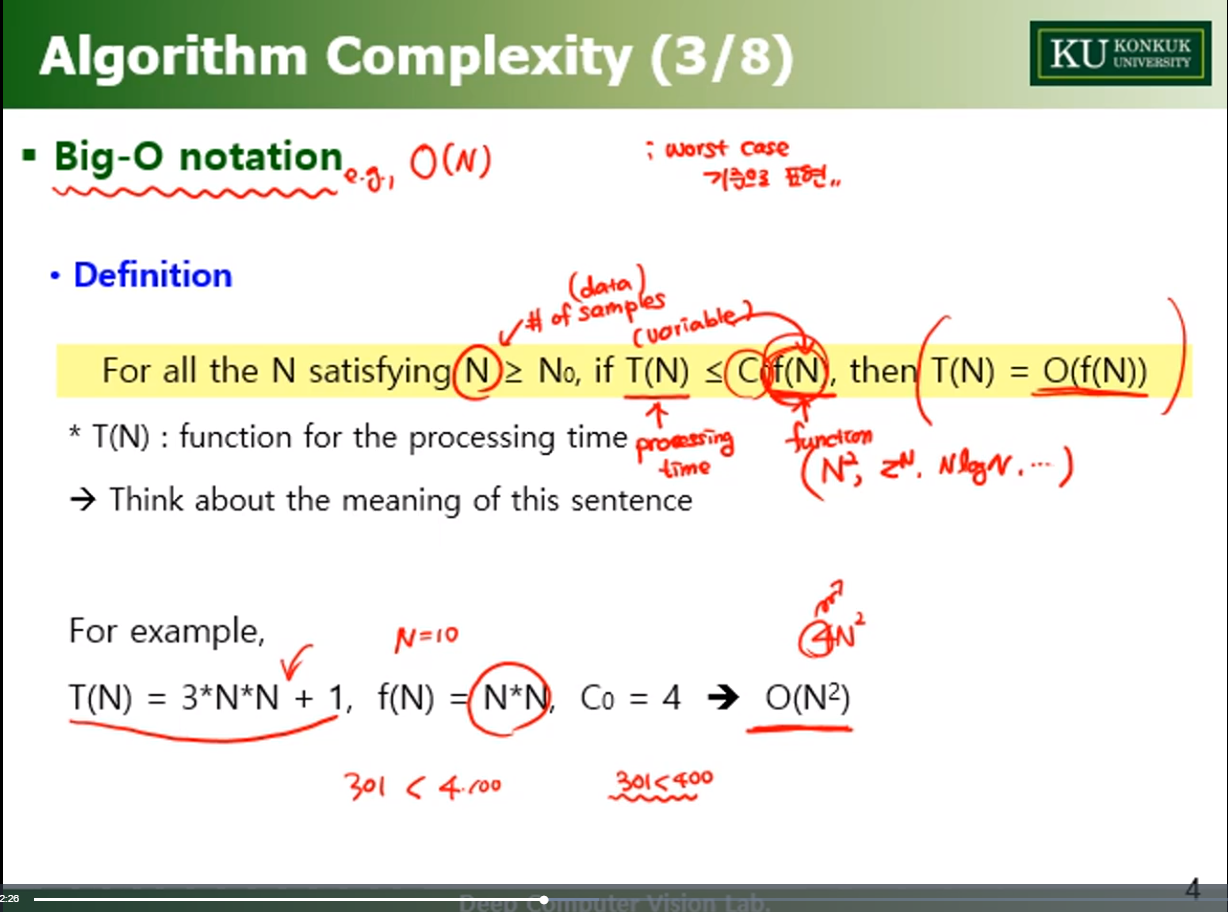 Algorithm Complexity (3/8)
KU KONKUK UNIVERSITY
▪ Big-O notation e.g., O(N)
; worst case
기준으로 표현..
• Definition
(data)
# of samples
(variable)
For all the N satisfying N ≥ N₀, if T(N) ≤ C₀f(N), then T(N) = O(f(N))
* T(N) : function for the processing time
processing
time
function
(N², 2ᴺ, NlogN, ...)
→ Think about the meaning of this sentence
For example,
N=10
4N²
T(N) = 3*N*N + 1, f(N) = N*N, C₀ = 4 → O(N²)
301 < 4·100
301<400
4
2:26
Deep Computer Vision Lab.